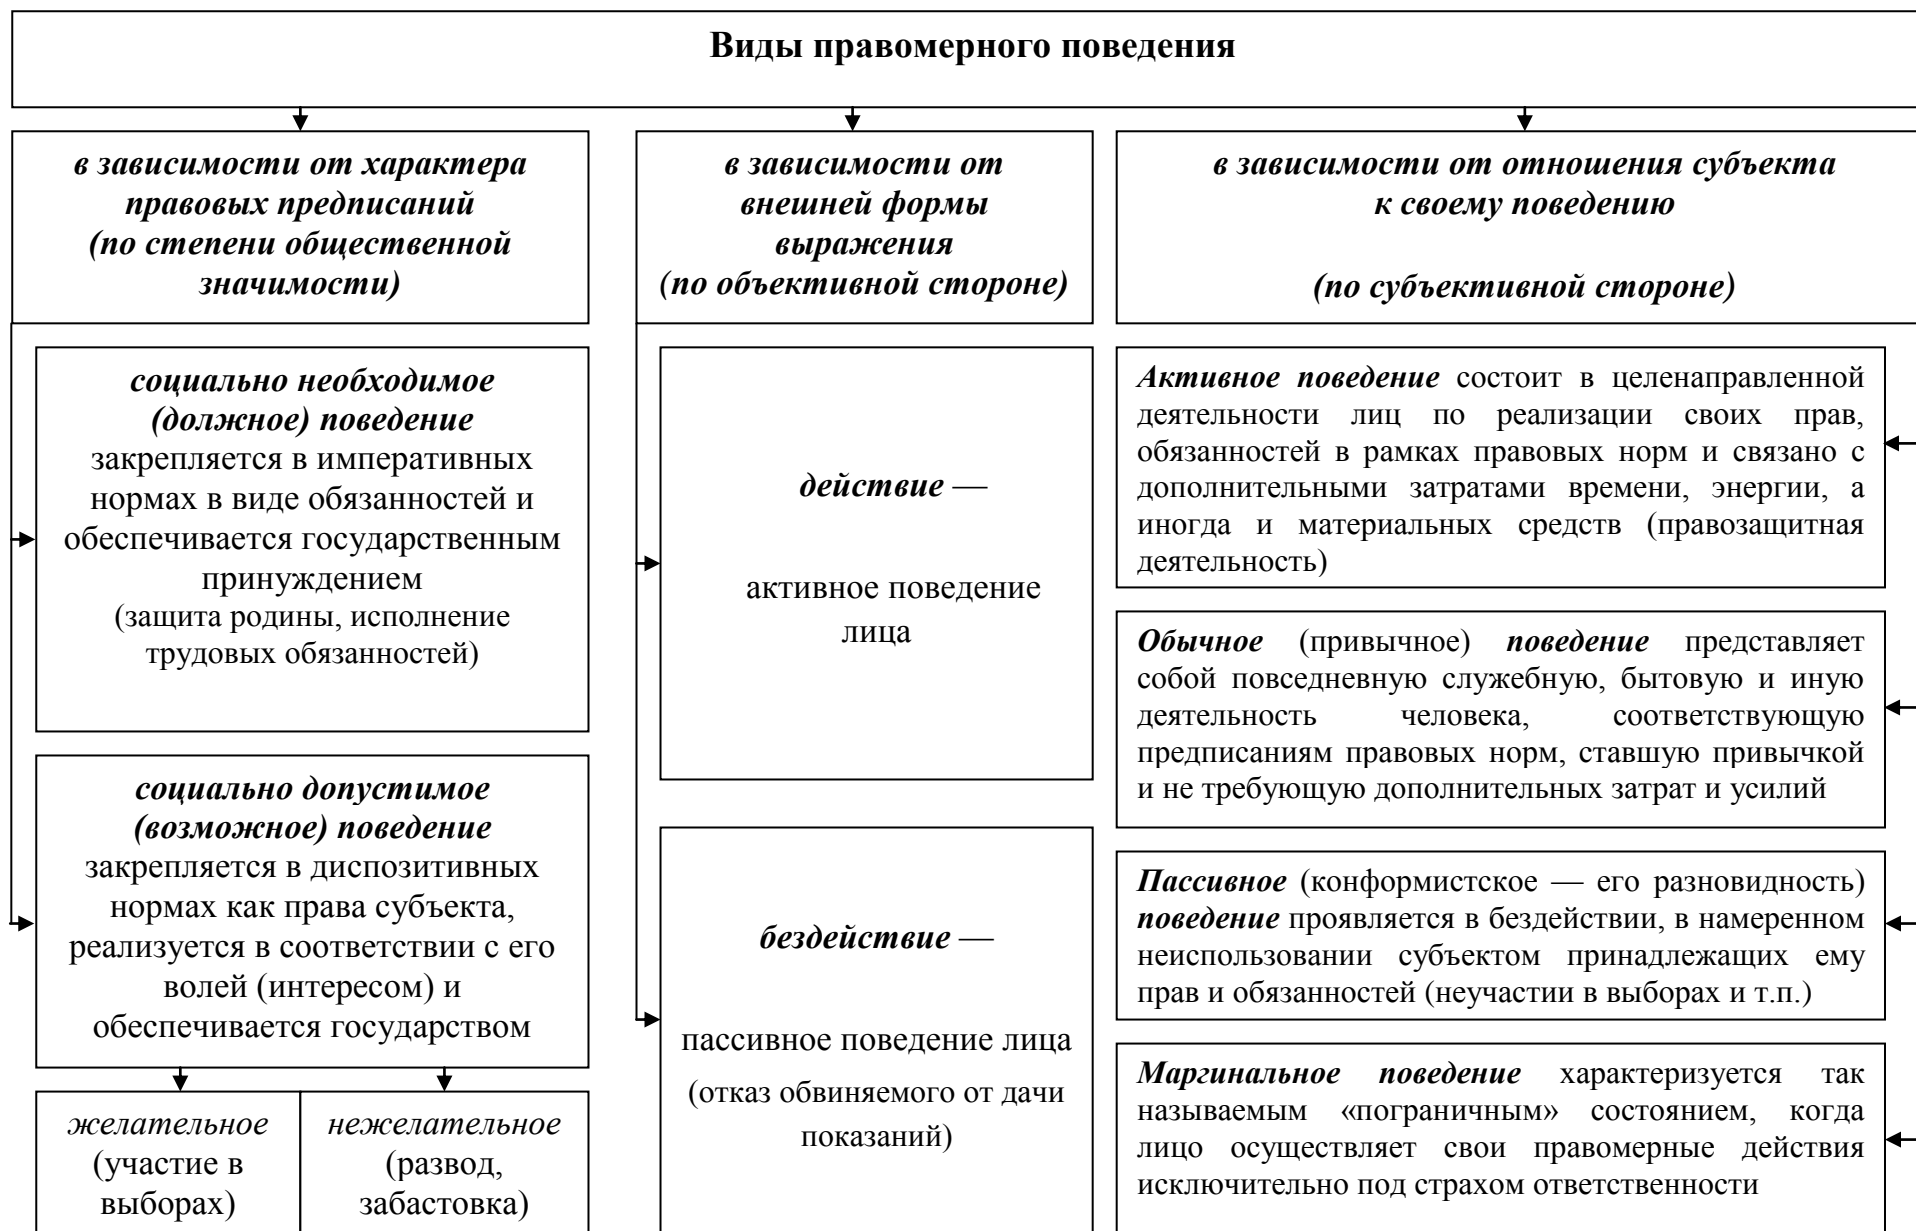 Виды правомерного поведения
в зависимости от характера
правовых предписаний
(по степени общественной
значимости)
социально необходимое
(должное) поведение
закрепляется в императивных
нормах в виде обязанностей и
обеспечивается государственным
принуждением
(защита родины, исполнение
трудовых обязанностей)
социально допустимое
(возможное) поведение
закрепляется в диспозитивных
нормах как права субъекта,
реализуется в соответствии с его
волей (интересом) и
обеспечивается государством
желательное
(участие в
выборах)
нежелательное
(развод,
забастовка)
в зависимости от
внешней формы
выражения
(по объективной стороне)
действие —
активное поведение
лица
бездействие —
пассивное поведение лица
(отказ обвиняемого от дачи
показаний)
в зависимости от отношения субъекта
к своему поведению
(по субъективной стороне)
Активное поведение состоит в целенаправленной
деятельности лиц по реализации своих прав,
обязанностей в рамках правовых норм и связано с
дополнительными затратами времени, энергии, а
иногда и материальных средств (правозащитная
деятельность)
Обычное (привычное) поведение представляет
собой повседневную служебную, бытовую и иную
деятельность человека, соответствующую
предписаниям правовых норм, ставшую привычкой
и не требующую дополнительных затрат и усилий
Пассивное (конформистское — его разновидность)
поведение проявляется в бездействии, в намеренном
неиспользовании субъектом принадлежащих ему
прав и обязанностей (неучастии в выборах и т.п.)
Маргинальное поведение характеризуется так
называемым «пограничным» состоянием, когда
лицо осуществляет свои правомерные действия
исключительно под страхом ответственности